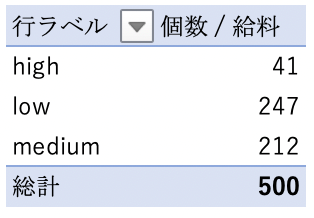 行ラベル 個数 / 給料
high 41
low 247
medium 212
総計 500